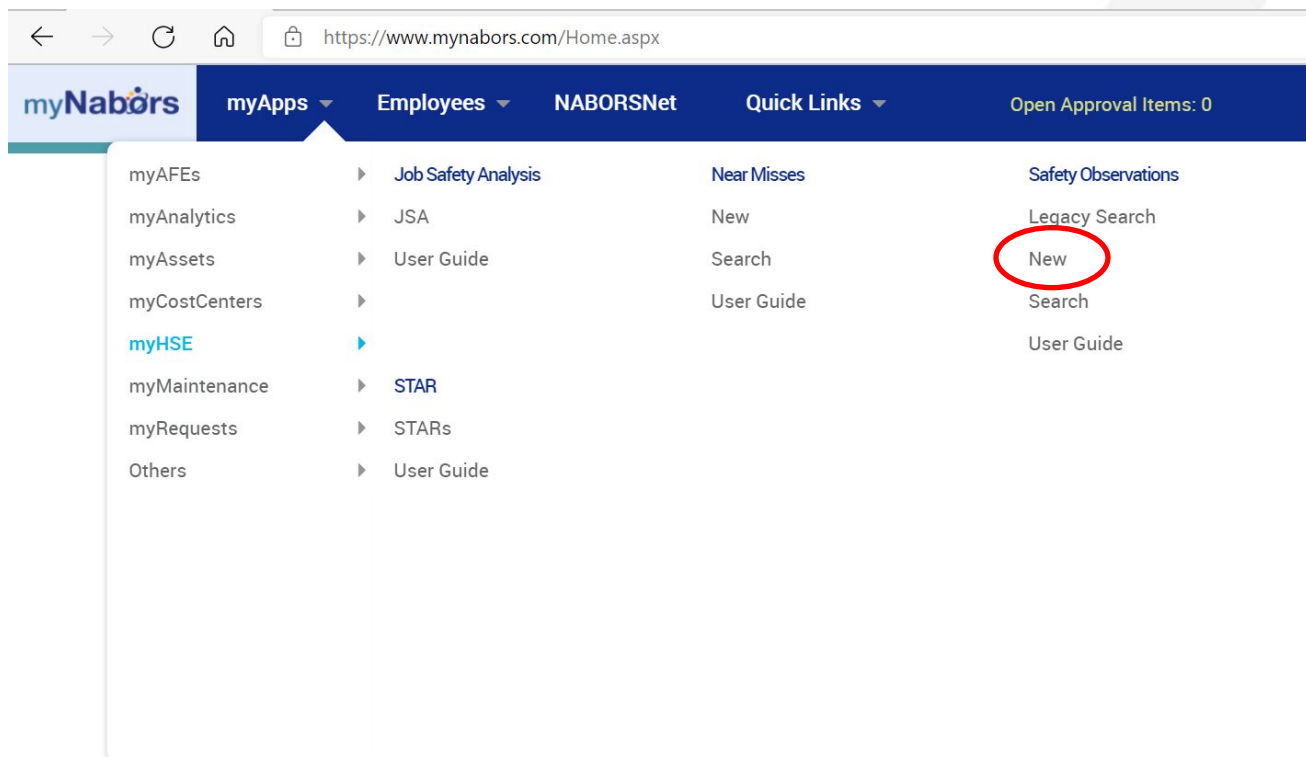 https://www.mynabors.com/Home.aspx
myNabors myApps Employees NABORSNet Quick Links Open Approval Items: 0
myAFEs Job Safety Analysis Near Misses Safety Observations
myAnalytics JSA New Legacy Search
myAssets User Guide Search New
myCostCenters User Guide Search
myHSE User Guide
myMaintenance STAR
myRequests STARs
Others User Guide